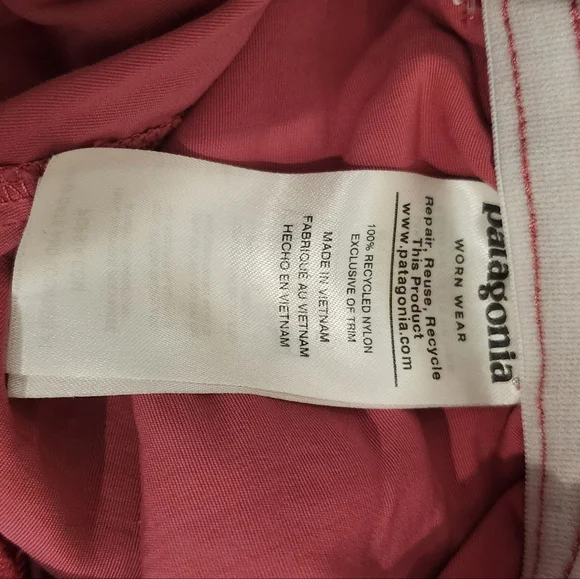 patagonia®
WORN WEAR
Repair, Reuse, Recycle
This Product
www.patagonia.com
100% RECYCLED NYLON
EXCLUSIVE OF TRIM
MADE IN VIETNAM
FABRIQUÉ AU VIETNAM
HECHO EN VIETNAM